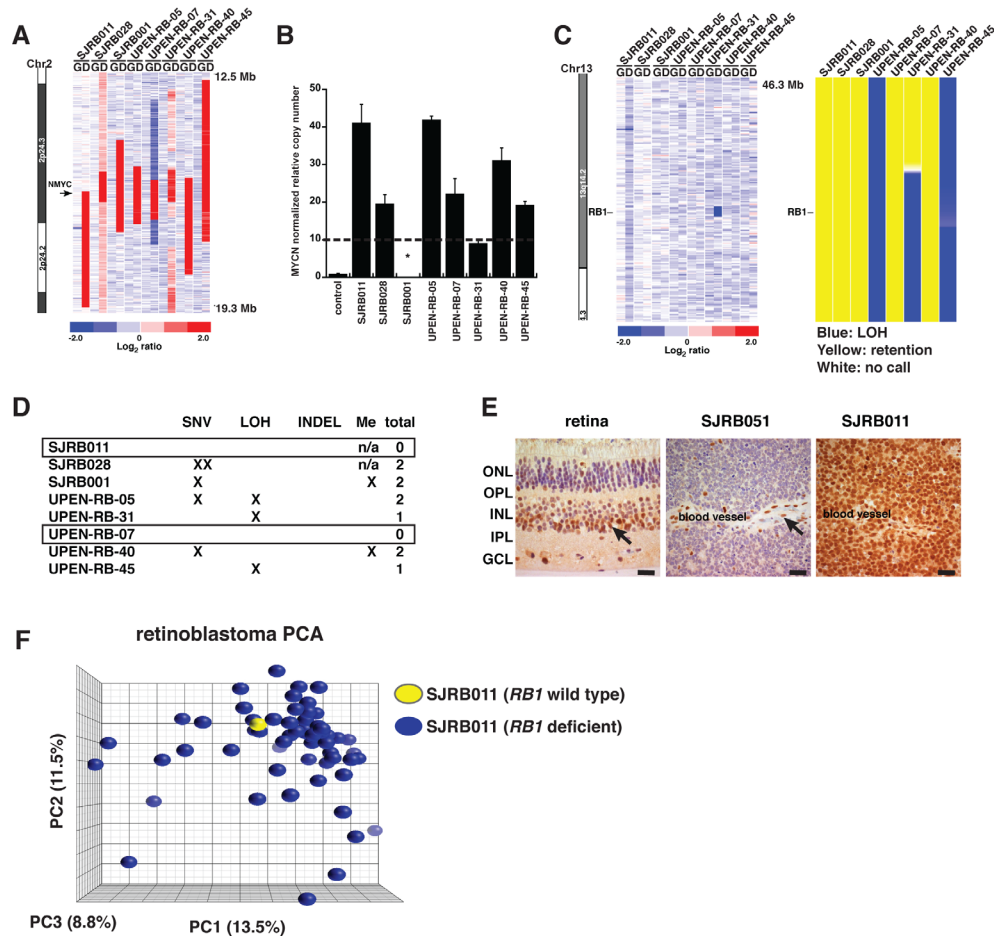 A
SJRB011
SJRB028
SJRB001
UPEN-RB-05
UPEN-RB-07
UPEN-RB-31
UPEN-RB-40
UPEN-RB-45
Chr2
GD GD GD GD GD GD GD GD
12.5 Mb
2p24.3
NMYC
2p24.2
19.3 Mb
-2.0 0 2.0
Log2 ratio
B
MYCN normalized relative copy number
50
40
30
20
10
0
*
control
SJRB011
SJRB028
SJRB001
UPEN-RB-05
UPEN-RB-07
UPEN-RB-31
UPEN-RB-40
UPEN-RB-45
C
SJRB011
SJRB028
SJRB001
UPEN-RB-05
UPEN-RB-07
UPEN-RB-31
UPEN-RB-40
UPEN-RB-45
Chr13
GD GD GD GD GD GD GD GD
46.3 Mb
13q14.2
RB1
1.3
-2.0 0 2.0
Log2 ratio
SJRB011
SJRB028
SJRB001
UPEN-RB-05
UPEN-RB-07
UPEN-RB-31
UPEN-RB-40
UPEN-RB-45
RB1
Blue: LOH
Yellow: retention
White: no call
D
SNV LOH INDEL Me total
SJRB011 n/a 0
SJRB028 XX n/a 2
SJRB001 X X 2
UPEN-RB-05 X X 2
UPEN-RB-31 X 1
UPEN-RB-07 0
UPEN-RB-40 X X 2
UPEN-RB-45 X 1
E
retina SJRB051 SJRB011
ONL
OPL
INL
IPL
GCL
blood vessel
blood vessel
F
retinoblastoma PCA
SJRB011 (RB1 wild type)
SJRB011 (RB1 deficient)
PC2 (11.5%)
PC3 (8.8%)
PC1 (13.5%)